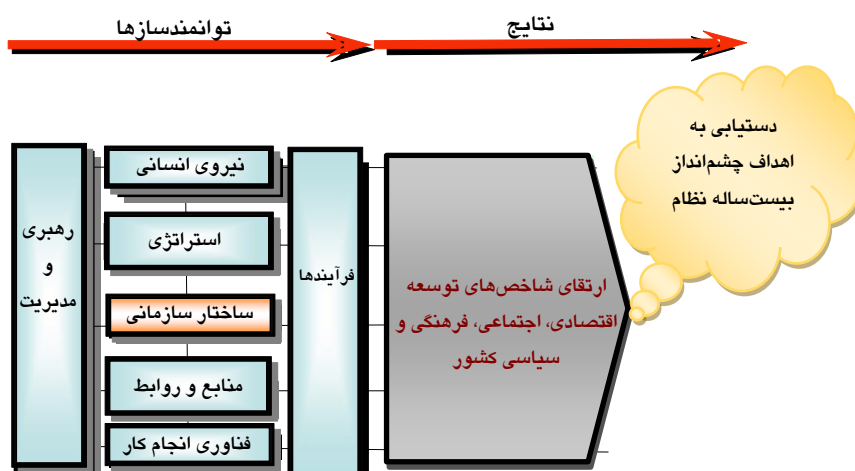 توانمندسازها
نتایج
رهبری
و
مدیریت
نیروی انسانی
استراتژی
ساختار سازمانی
منابع و روابط
فناوری انجام کار
فرآیندها
ارتقای شاخص‌های توسعه
اقتصادی، اجتماعی، فرهنگی و
سیاسی کشور
دستیابی به
اهداف چشم‌انداز
بیست‌ساله نظام